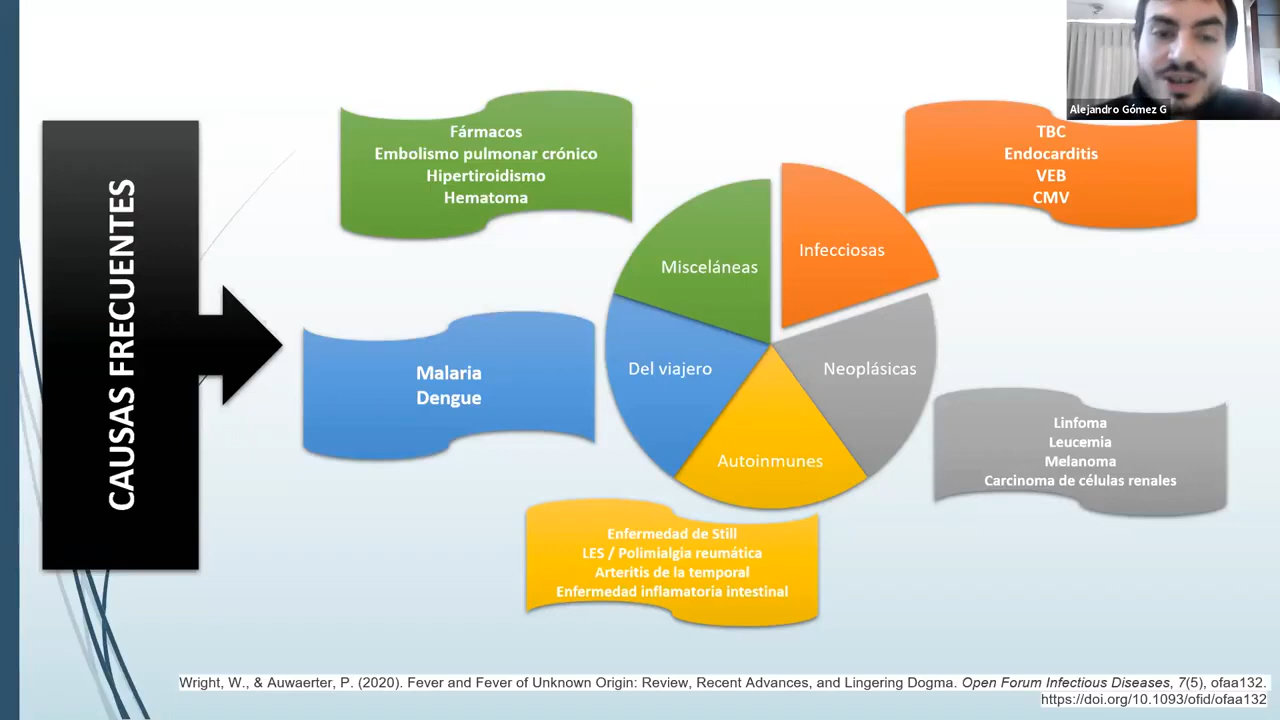 Alejandro Gómez G
CAUSAS FRECUENTES
Fármacos
Embolismo pulmonar crónico
Hipertiroidismo
Hematoma
TBC
Endocarditis
VEB
CMV
Misceláneas
Infecciosas
Del viajero
Neoplásicas
Autoinmunes
Malaria
Dengue
Linfoma
Leucemia
Melanoma
Carcinoma de células renales
Enfermedad de Still
LES / Polimialgia reumática
Arteritis de la temporal
Enfermedad inflamatoria intestinal
Wright, W., & Auwaerter, P. (2020). Fever and Fever of Unknown Origin: Review, Recent Advances, and Lingering Dogma. Open Forum Infectious Diseases, 7(5), ofaa132.
https://doi.org/10.1093/ofid/ofaa132